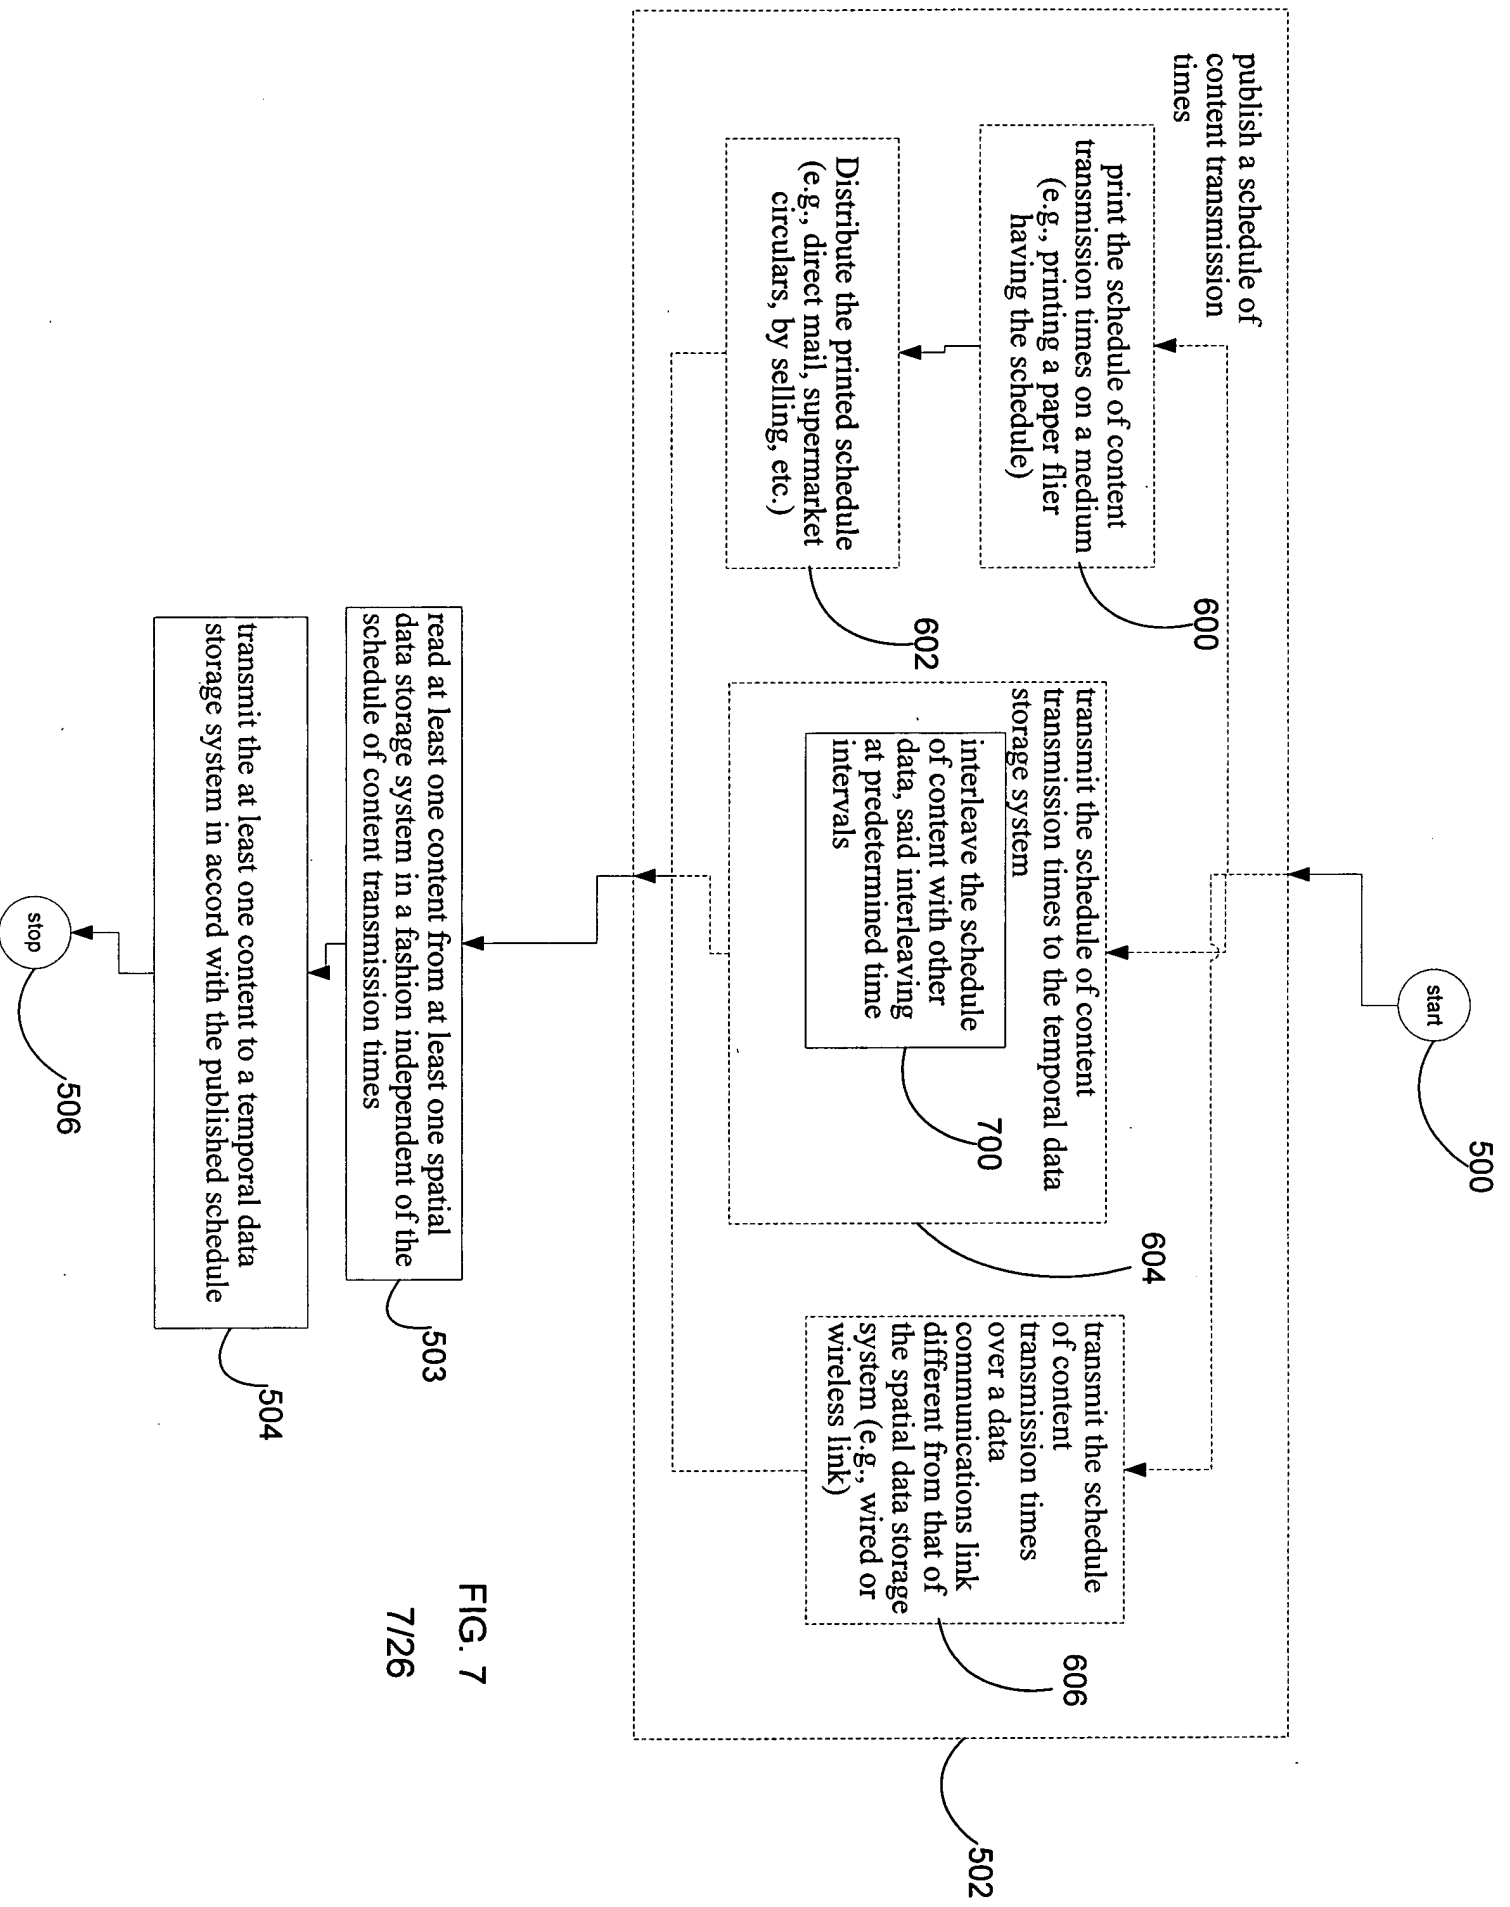 start
500
publish a schedule of
content transmission
times
print the schedule of content
transmission times on a medium
(e.g., printing a paper flier
having the schedule)
600
Distribute the printed schedule
(e.g., direct mail, supermarket
circulars, by selling, etc.)
602
transmit the schedule of content
transmission times to the temporal data
storage system
interleave the schedule
of content with other
data, said interleaving
at predetermined time
intervals
700
604
transmit the schedule
of content
transmission times
over a data
communications link
different from that of
the spatial data storage
system (e.g., wired or
wireless link)
606
502
read at least one content from at least one spatial
data storage system in a fashion independent of the
schedule of content transmission times
503
transmit the at least one content to a temporal data
storage system in accord with the published schedule
504
stop
506
FIG. 7
7/26